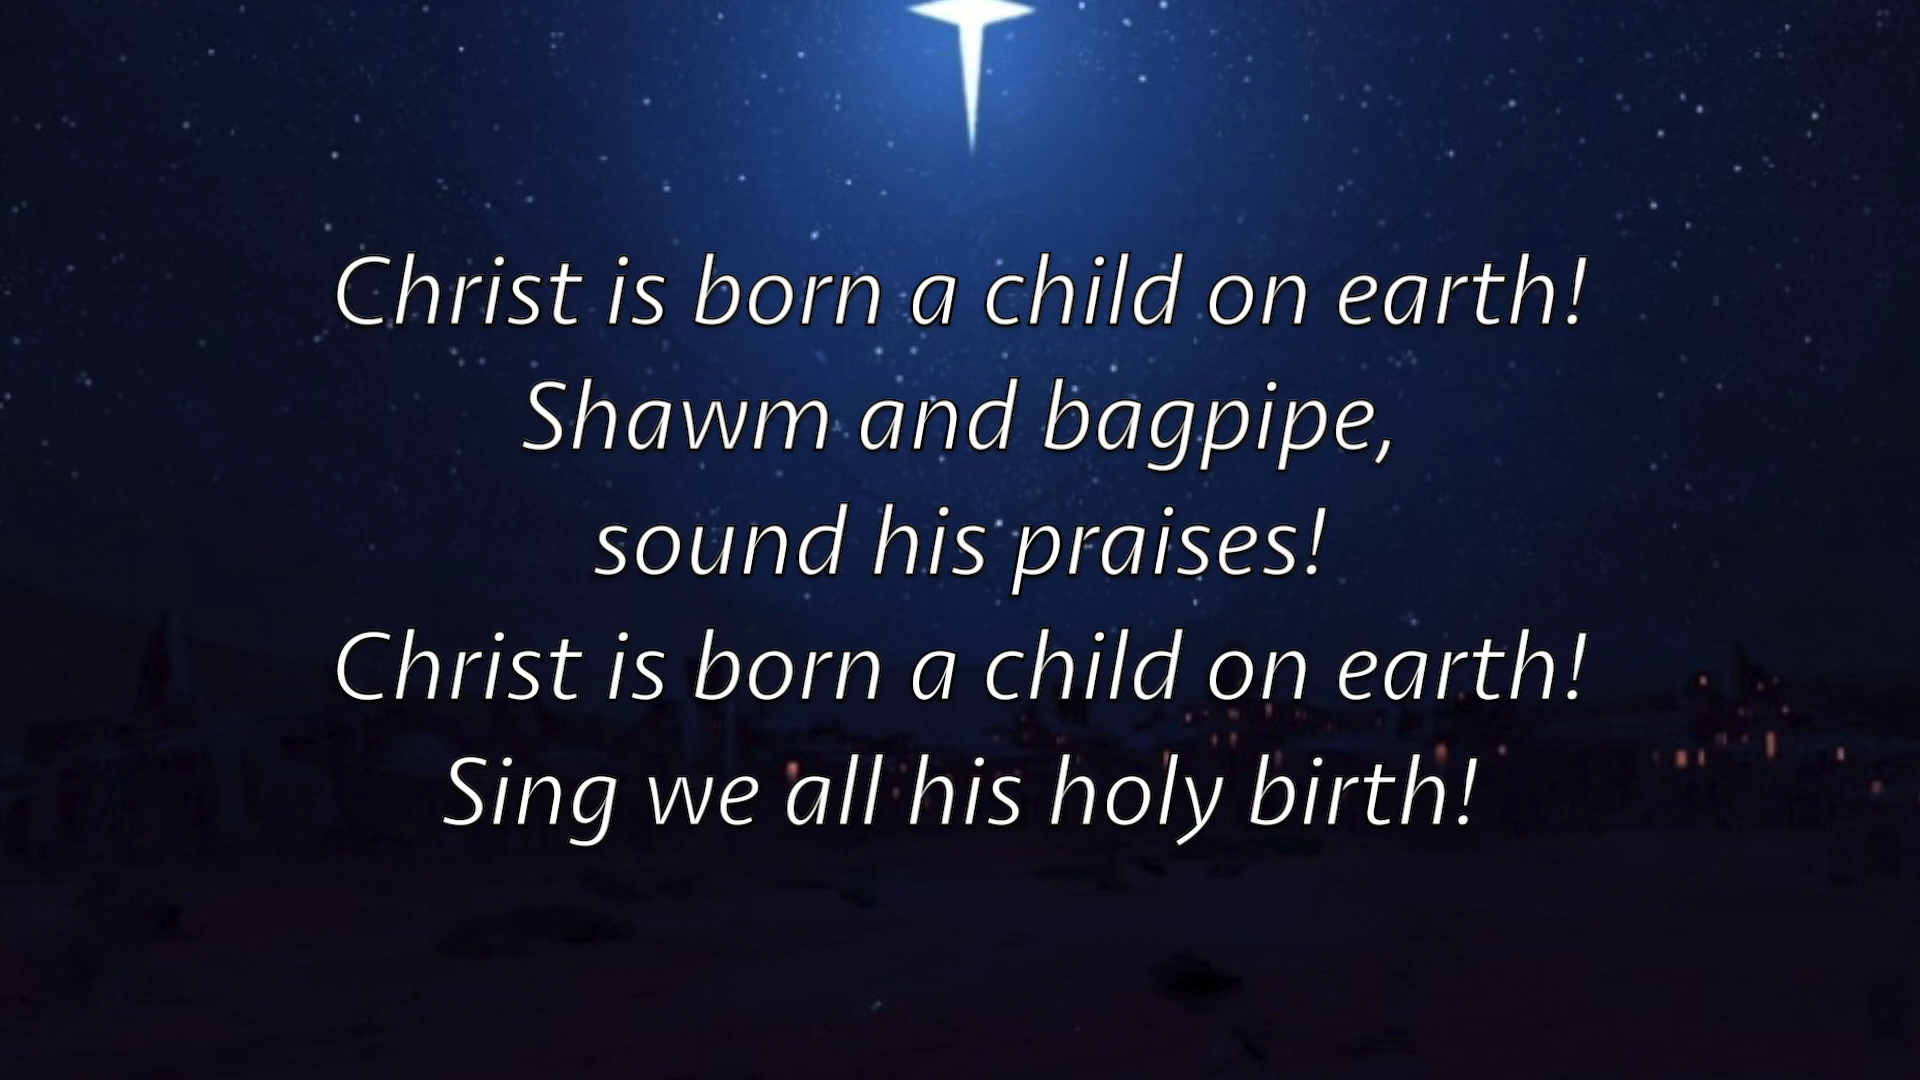 Christ is born a child on earth!
Shawm and bagpipe,
sound his praises!
Christ is born a child on earth!
Sing we all his holy birth!